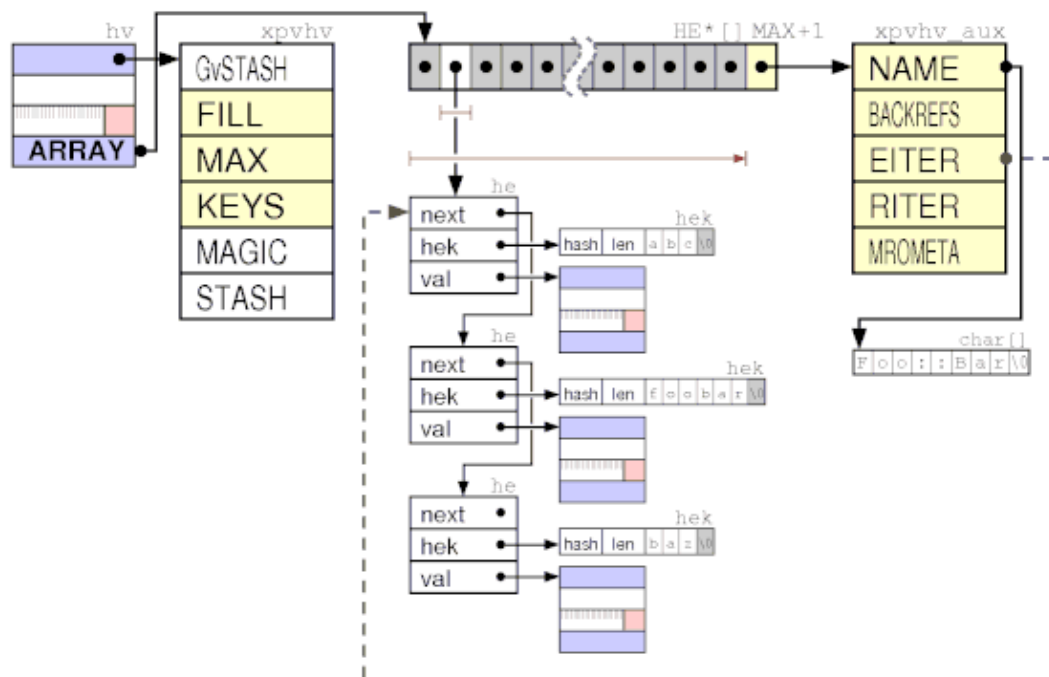 hv
xpvhv
HE*[] MAX+1
xpvhv_aux
GvSTASH
FILL
MAX
KEYS
MAGIC
STASH
ARRAY
NAME
BACKREFS
EITER
RITER
MROMETA
he
next
hek
val
hek
hash len a b c \0
he
next
hek
val
hek
hash len f o o b a r \0
he
next
hek
val
hek
hash len b a z \0
char[]
F o o : : B a r \0